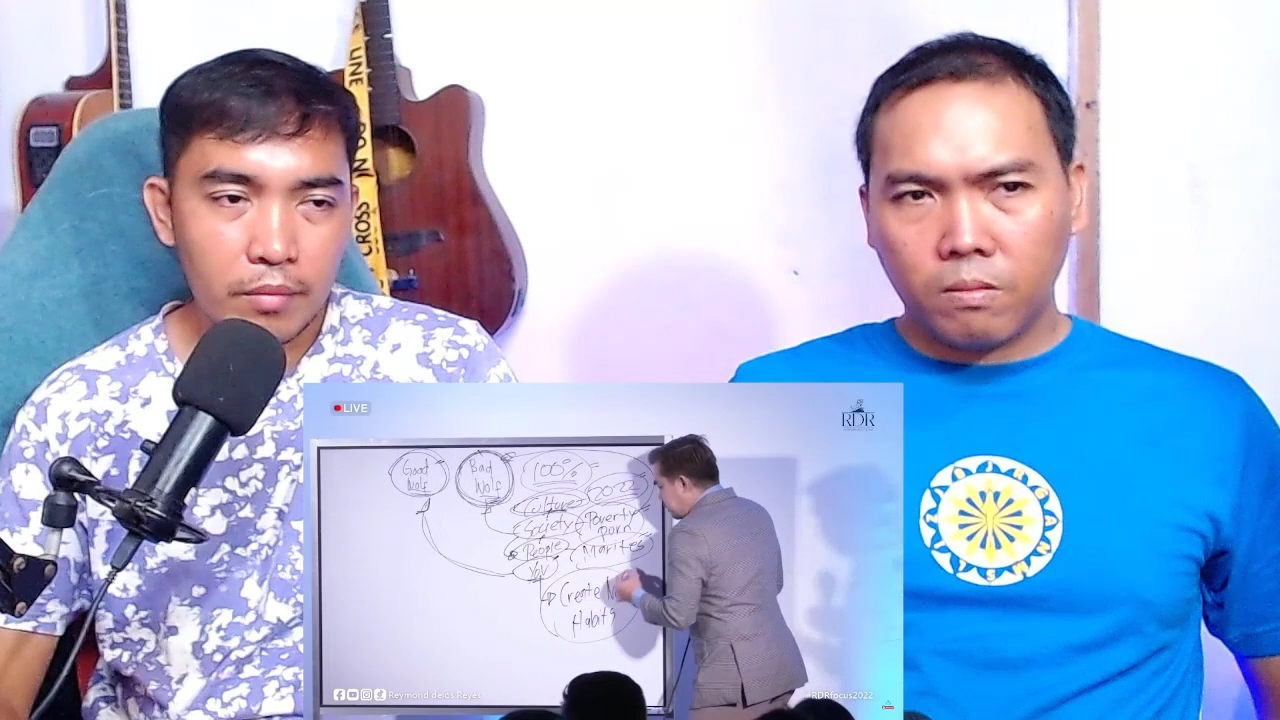 LINE DO N
CROSS
LIVE
RDR
Good Wolf
Bad Wolf
100% =
2022
Culture
Society
Poverty Porn
People
Marites
You
Create N
Habits
Reymond delos Reyes
#RDRfocus2022